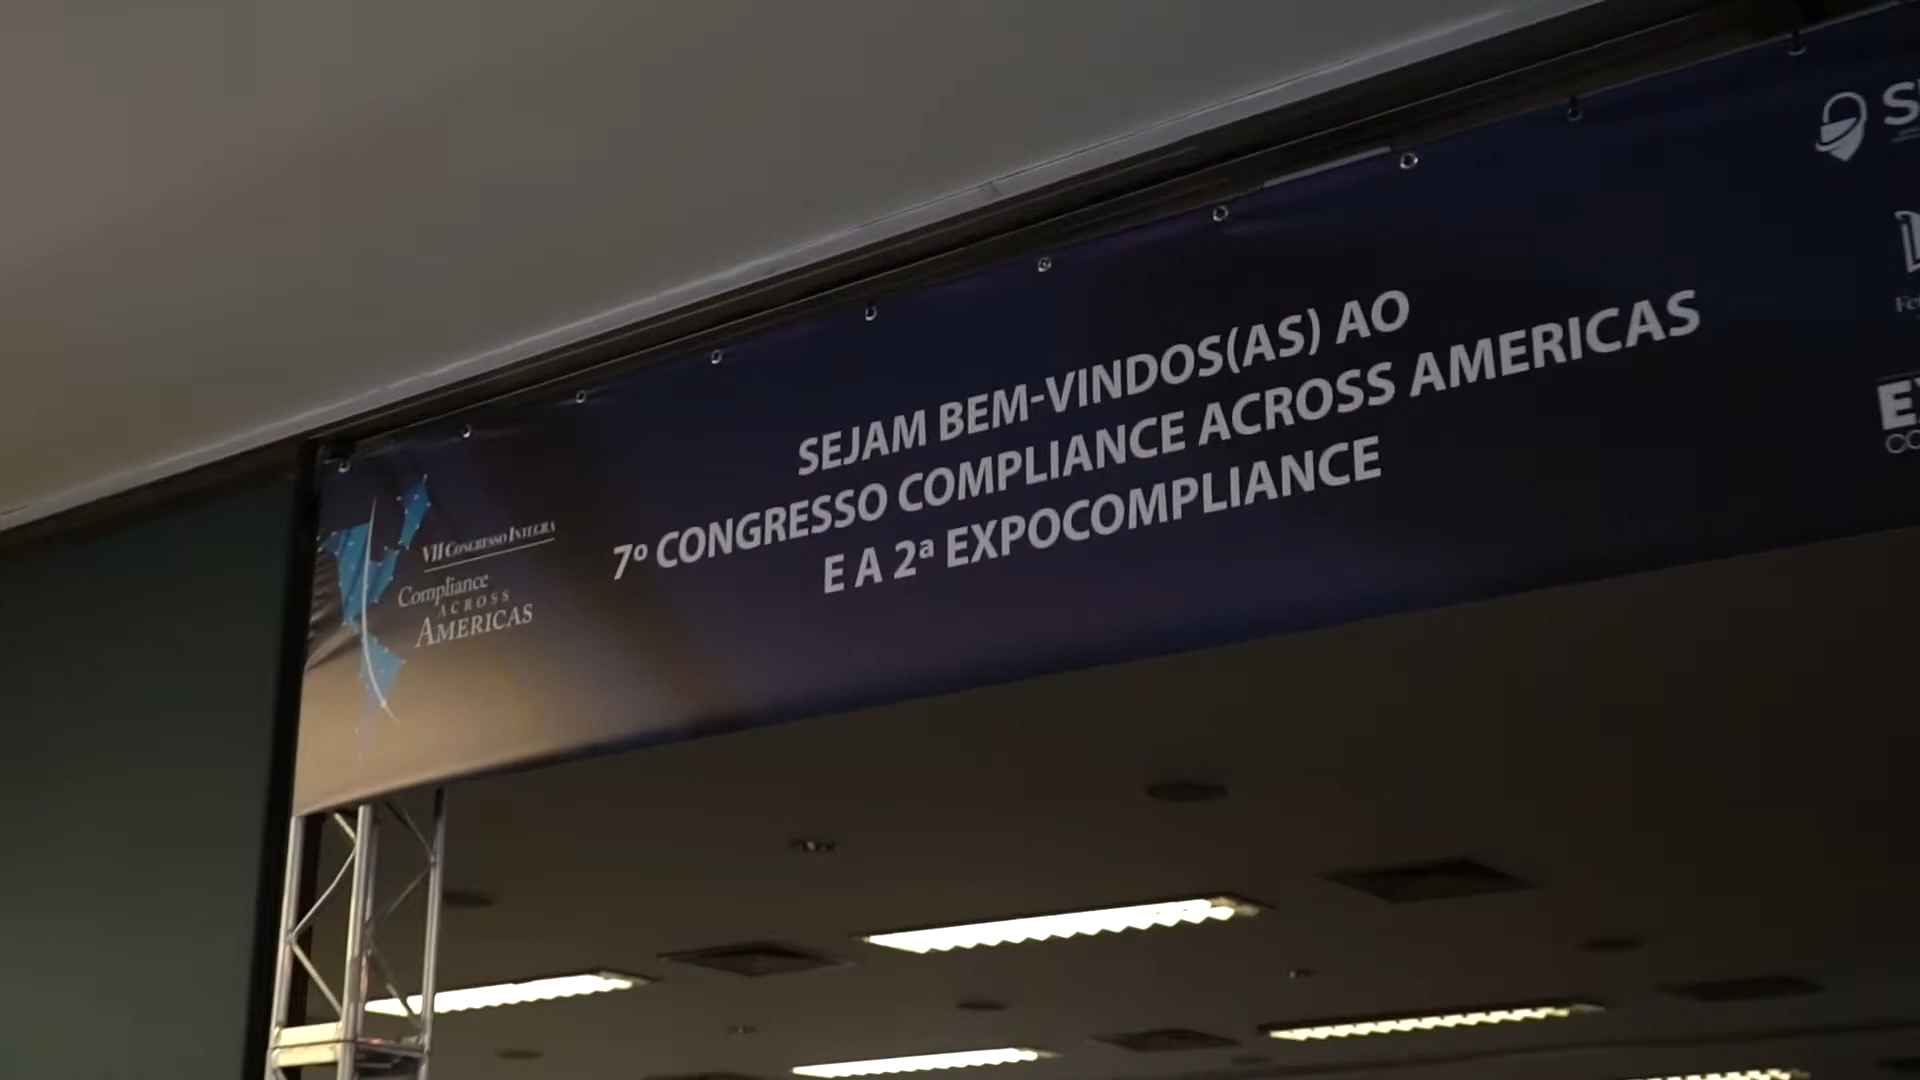 SEJAM BEM-VINDOS(AS) AO
7º CONGRESSO COMPLIANCE ACROSS AMERICAS
E A 2ª EXPOCOMPLIANCE
VII CONGRESSO INTEGRA
Compliance
ACROSS
AMERICAS